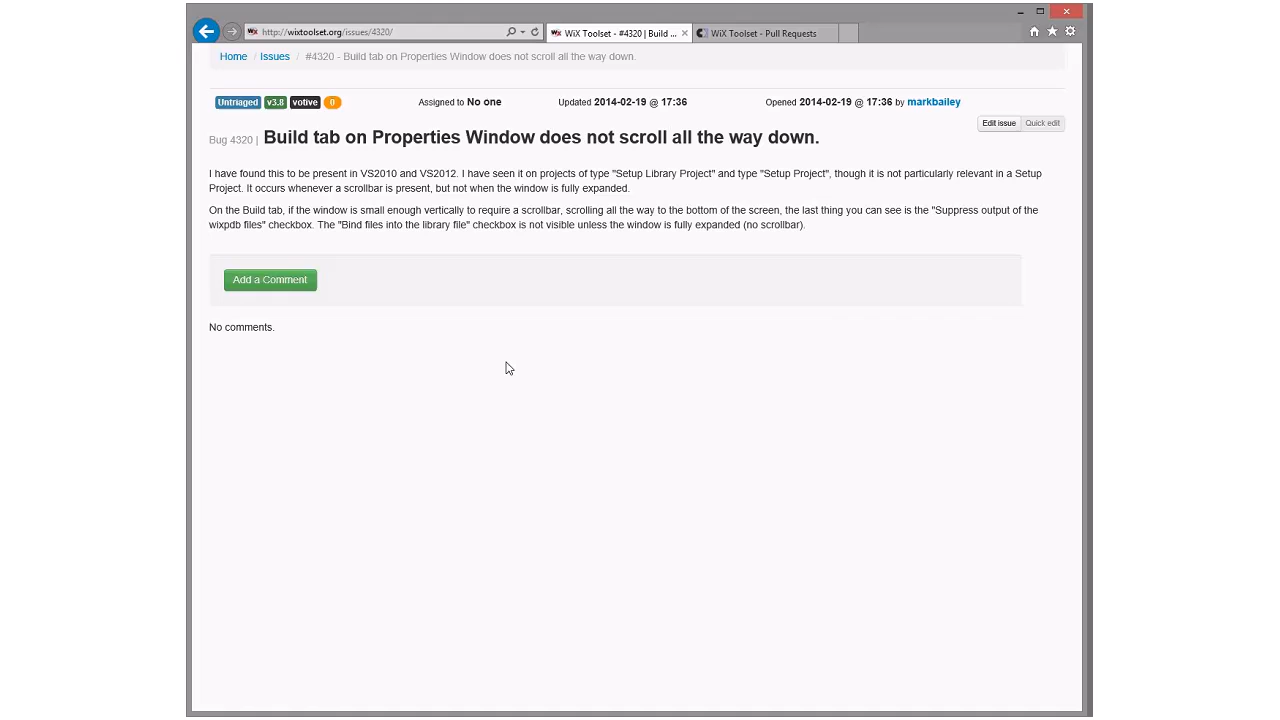 http://wixtoolset.org/issues/4320/
WiX Toolset - #4320 | Build ...
WiX Toolset - Pull Requests
Home / Issues / #4320 - Build tab on Properties Window does not scroll all the way down.
Untriaged v3.8 votive 0 Assigned to No one Updated 2014-02-19 @ 17:36 Opened 2014-02-19 @ 17:36 by markbailey
Edit issue Quick edit
Bug 4320 | Build tab on Properties Window does not scroll all the way down.
I have found this to be present in VS2010 and VS2012. I have seen it on projects of type "Setup Library Project" and type "Setup Project", though it is not particularly relevant in a Setup
Project. It occurs whenever a scrollbar is present, but not when the window is fully expanded.
On the Build tab, if the window is small enough vertically to require a scrollbar, scrolling all the way to the bottom of the screen, the last thing you can see is the "Suppress output of the
wixpdb files" checkbox. The "Bind files into the library file" checkbox is not visible unless the window is fully expanded (no scrollbar).
Add a Comment
No comments.